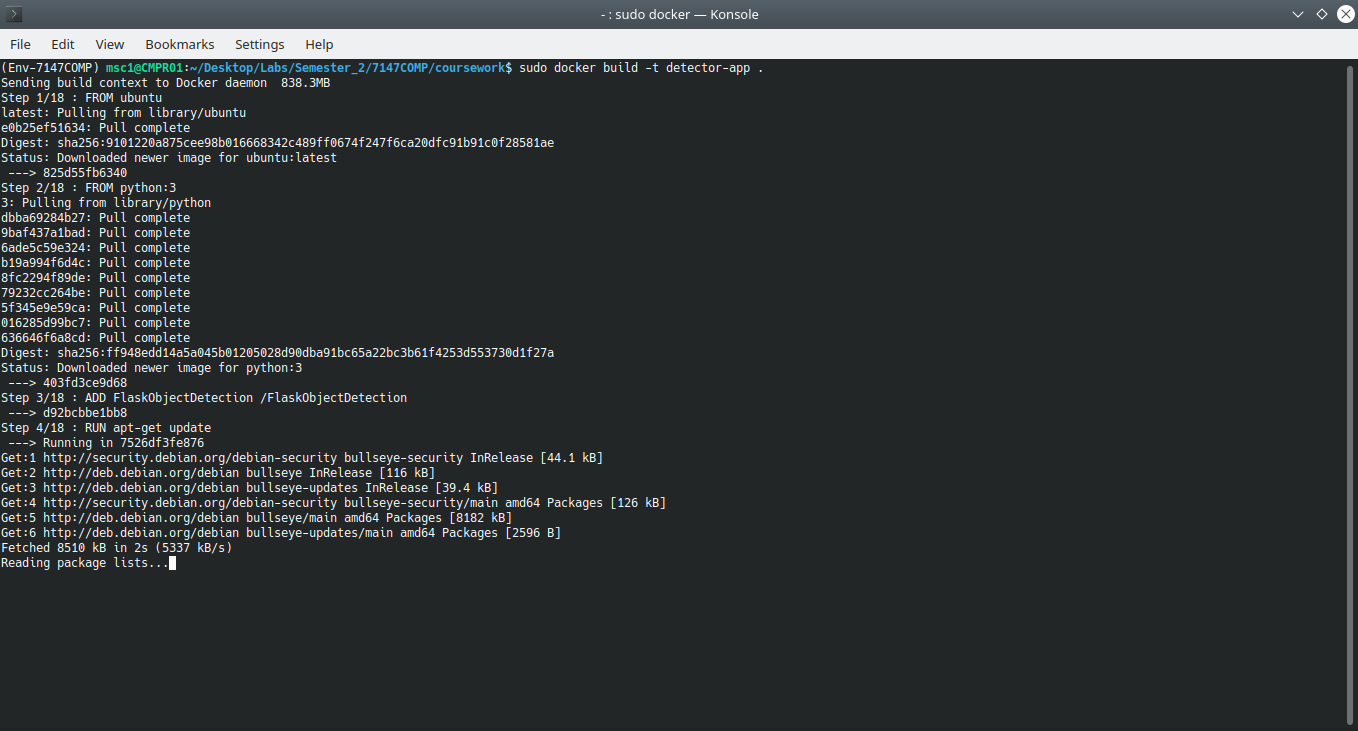 - : sudo docker — Konsole
File Edit View Bookmarks Settings Help
(Env-7147COMP) msc1@CMPR01:~/Desktop/Labs/Semester_2/7147COMP/coursework$ sudo docker build -t detector-app .
Sending build context to Docker daemon  838.3MB
Step 1/18 : FROM ubuntu
latest: Pulling from library/ubuntu
e0b25ef51634: Pull complete
Digest: sha256:9101220a875cee98b016668342c489ff0674f247f6ca20dfc91b91c0f28581ae
Status: Downloaded newer image for ubuntu:latest
 ---> 825d55fb6340
Step 2/18 : FROM python:3
3: Pulling from library/python
dbba69284b27: Pull complete
9baf437a1bad: Pull complete
6ade5c59e324: Pull complete
b19a994f6d4c: Pull complete
8fc2294f89de: Pull complete
79232cc264be: Pull complete
5f345e9e59ca: Pull complete
016285d99bc7: Pull complete
636646f6a8cd: Pull complete
Digest: sha256:ff948edd14a5a045b01205028d90dba91bc65a22bc3b61f4253d553730d1f27a
Status: Downloaded newer image for python:3
 ---> 403fd3ce9d68
Step 3/18 : ADD FlaskObjectDetection /FlaskObjectDetection
 ---> d92bcbbe1bb8
Step 4/18 : RUN apt-get update
 ---> Running in 7526df3fe876
Get:1 http://security.debian.org/debian-security bullseye-security InRelease [44.1 kB]
Get:2 http://deb.debian.org/debian bullseye InRelease [116 kB]
Get:3 http://deb.debian.org/debian bullseye-updates InRelease [39.4 kB]
Get:4 http://security.debian.org/debian-security bullseye-security/main amd64 Packages [126 kB]
Get:5 http://deb.debian.org/debian bullseye/main amd64 Packages [8182 kB]
Get:6 http://deb.debian.org/debian bullseye-updates/main amd64 Packages [2596 B]
Fetched 8510 kB in 2s (5337 kB/s)
Reading package lists...